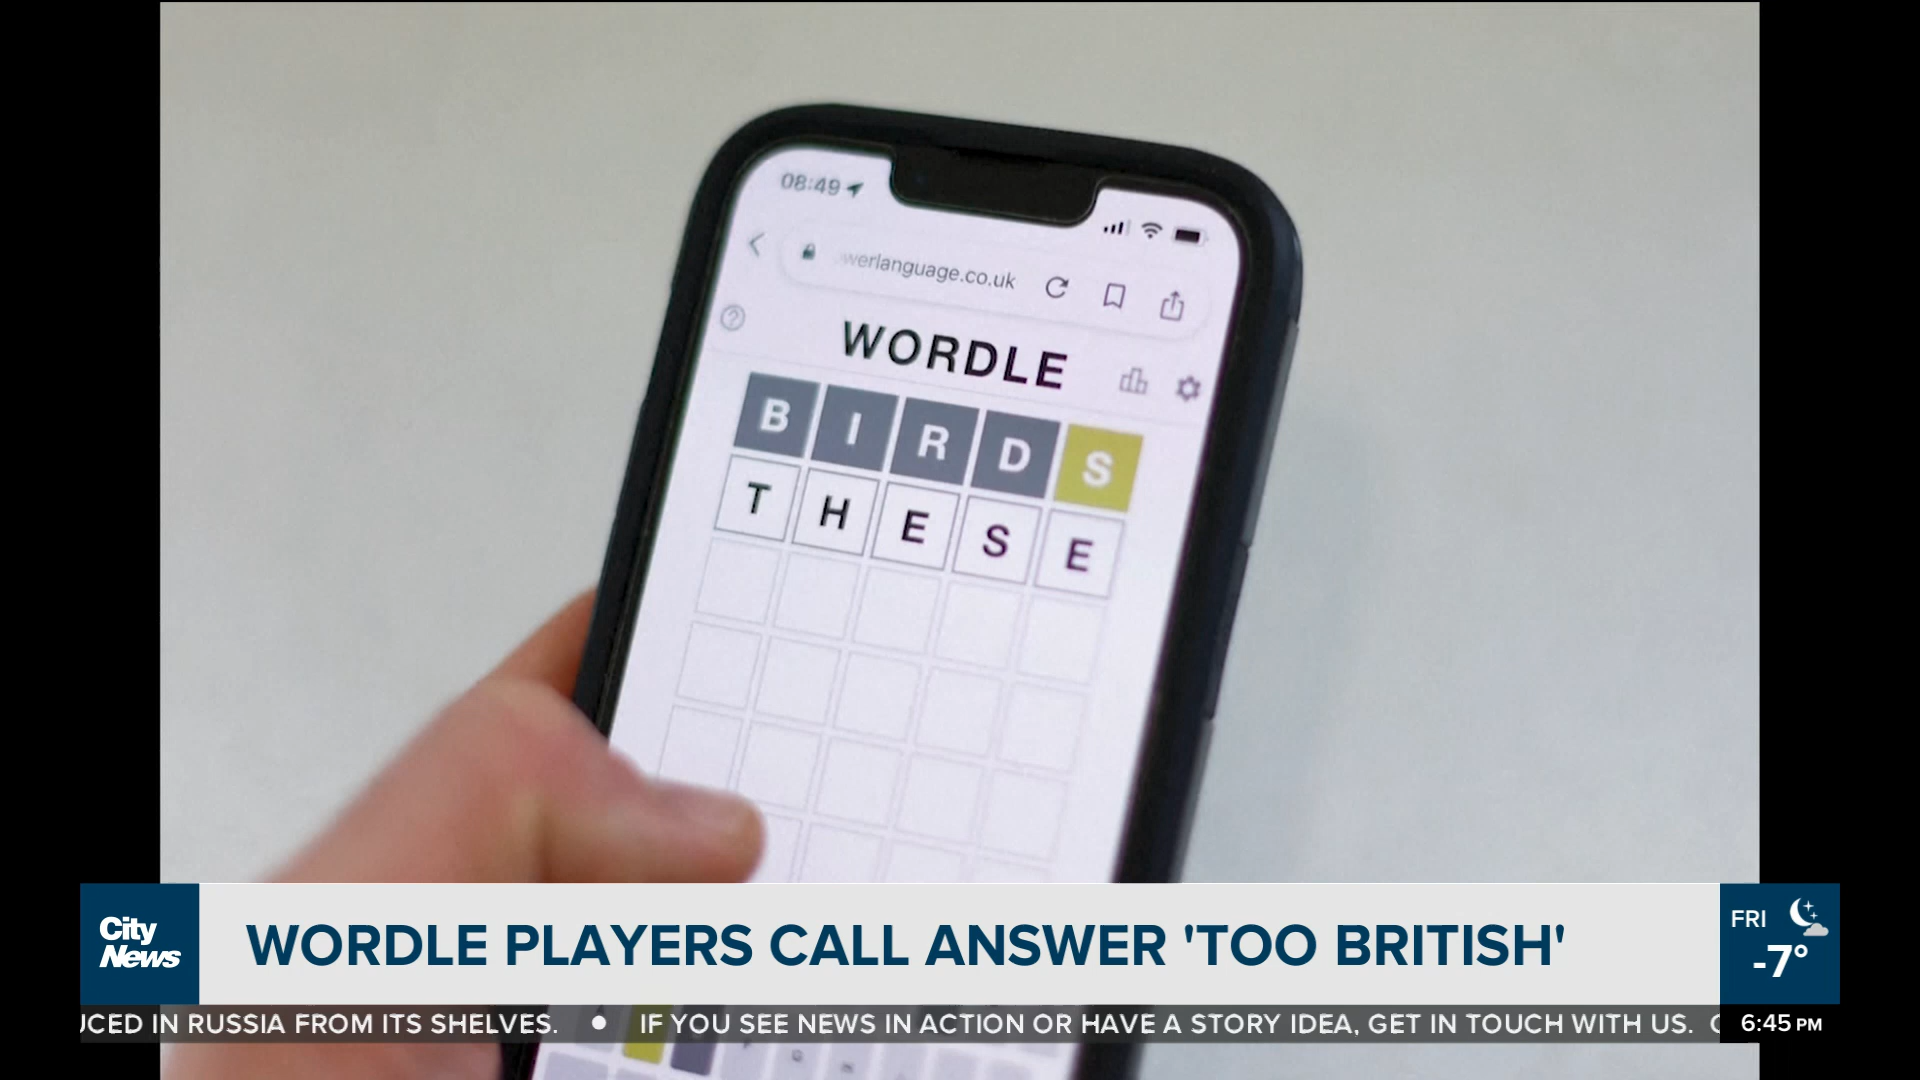 08:49
werlanguage.co.uk
WORDLE
BIRDS
THESE
City
News
WORDLE PLAYERS CALL ANSWER 'TOO BRITISH'
FRI
-7°
UCED IN RUSSIA FROM ITS SHELVES. • IF YOU SEE NEWS IN ACTION OR HAVE A STORY IDEA, GET IN TOUCH WITH US.
6:45 PM